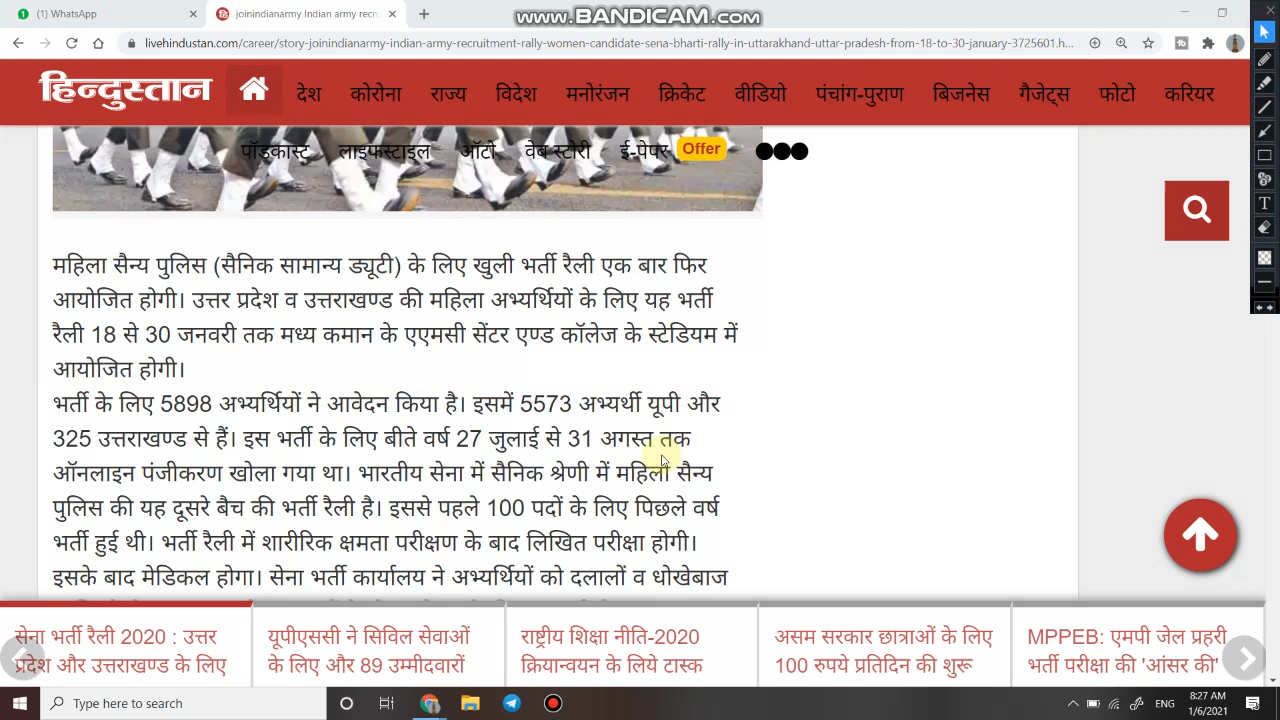 (1) WhatsApp
joinindianarmy Indian army recru
www.BANDICAM.com
livehindustan.com/career/story-joinindianarmy-indian-army-recruitment-rally-women-candidate-sena-bharti-rally-in-uttarakhand-uttar-pradesh-from-18-to-30-january-3725601.h...
हिन्दुस्तान देश कोरोना राज्य विदेश मनोरंजन क्रिकेट वीडियो पंचांग-पुराण बिजनेस गैजेट्स फोटो करियर
पॉडकास्ट लाइफस्टाइल ऑटो वेब स्टोरी ई-पेपर Offer
महिला सैन्य पुलिस (सैनिक सामान्य ड्यूटी) के लिए खुली भर्ती रैली एक बार फिर
आयोजित होगी। उत्तर प्रदेश व उत्तराखण्ड की महिला अभ्यर्थियों के लिए यह भर्ती
रैली 18 से 30 जनवरी तक मध्य कमान के एएमसी सेंटर एण्ड कॉलेज के स्टेडियम में
आयोजित होगी।
भर्ती के लिए 5898 अभ्यर्थियों ने आवेदन किया है। इसमें 5573 अभ्यर्थी यूपी और
325 उत्तराखण्ड से हैं। इस भर्ती के लिए बीते वर्ष 27 जुलाई से 31 अगस्त तक
ऑनलाइन पंजीकरण खोला गया था। भारतीय सेना में सैनिक श्रेणी में महिला सैन्य
पुलिस की यह दूसरे बैच की भर्ती रैली है। इससे पहले 100 पदों के लिए पिछले वर्ष
भर्ती हुई थी। भर्ती रैली में शारीरिक क्षमता परीक्षण के बाद लिखित परीक्षा होगी।
इसके बाद मेडिकल होगा। सेना भर्ती कार्यालय ने अभ्यर्थियों को दलालों व धोखेबाज
सेना भर्ती रैली 2020 : उत्तर
प्रदेश और उत्तराखण्ड के लिए
यूपीएससी ने सिविल सेवाओं
के लिए और 89 उम्मीदवारों
राष्ट्रीय शिक्षा नीति-2020
क्रियान्वयन के लिये टास्क
असम सरकार छात्राओं के लिए
100 रुपये प्रतिदिन की शुरू
MPPEB: एमपी जेल प्रहरी
भर्ती परीक्षा की 'आंसर की'
Type here to search
ENG
8:27 AM
1/6/2021